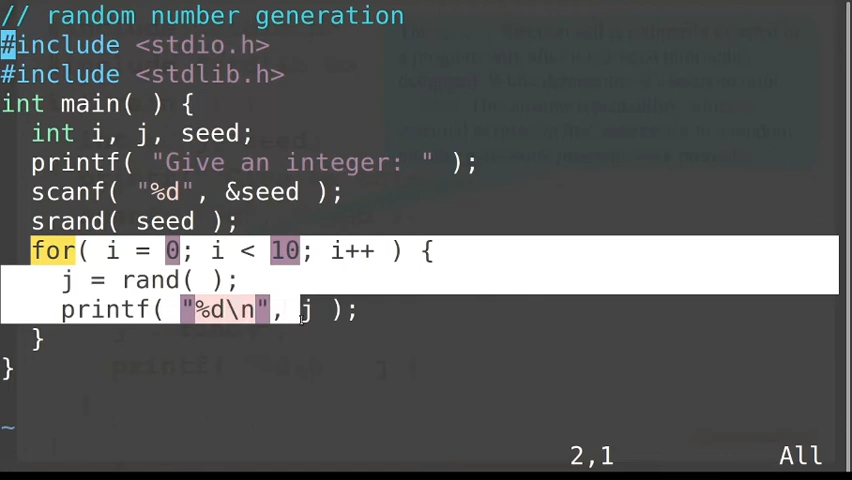 // random number generation
#include <stdio.h>
#include <stdlib.h>
int main( ) {
  int i, j, seed;
  printf( "Give an integer: " );
  scanf( "%d", &seed );
  srand( seed );
  for( i = 0; i < 10; i++ ) {
    j = rand( );
    printf( "%d\n", j );
  }
}
~
2,1 All